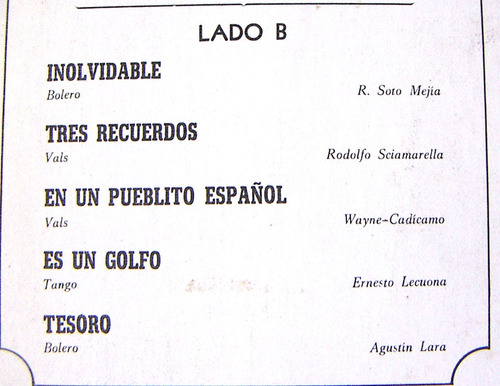 LADO B
INOLVIDABLE
Bolero R. Soto Mejia
TRES RECUERDOS
Vals Rodolfo Sciamarella
EN UN PUEBLITO ESPAÑOL
Vals Wayne-Cadicamo
ES UN GOLFO
Tango Ernesto Lecuona
TESORO
Bolero Agustin Lara